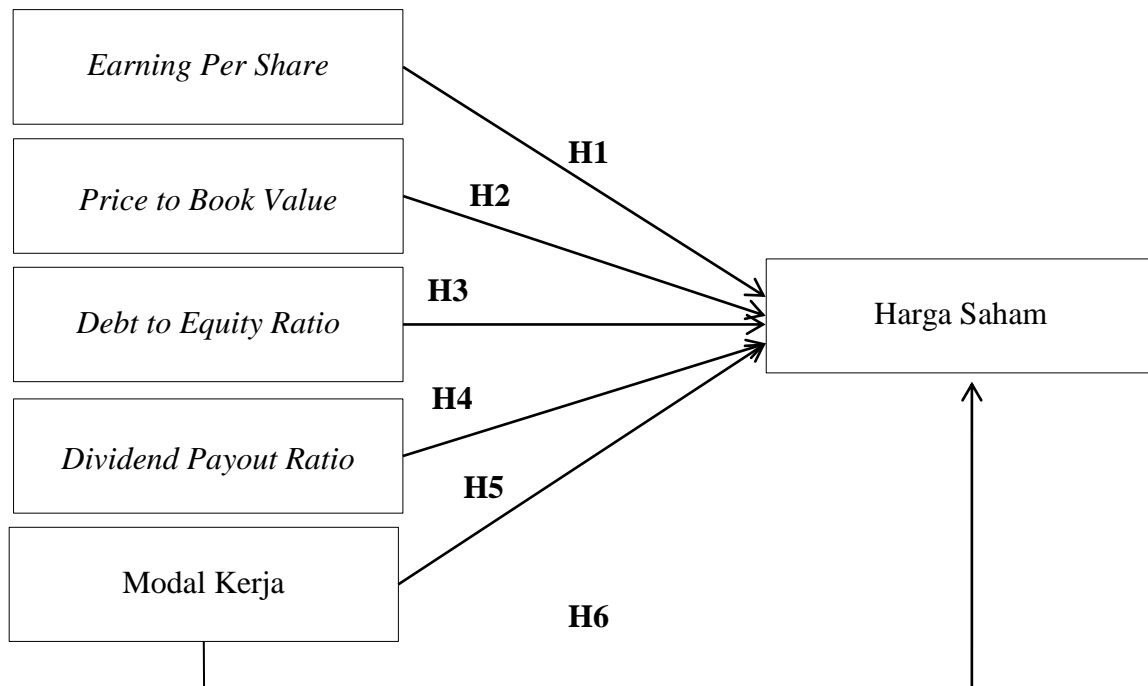 Earning Per Share
H1
Price to Book Value
H2
H3
Debt to Equity Ratio
Harga Saham
H4
Dividend Payout Ratio
H5
Modal Kerja
H6